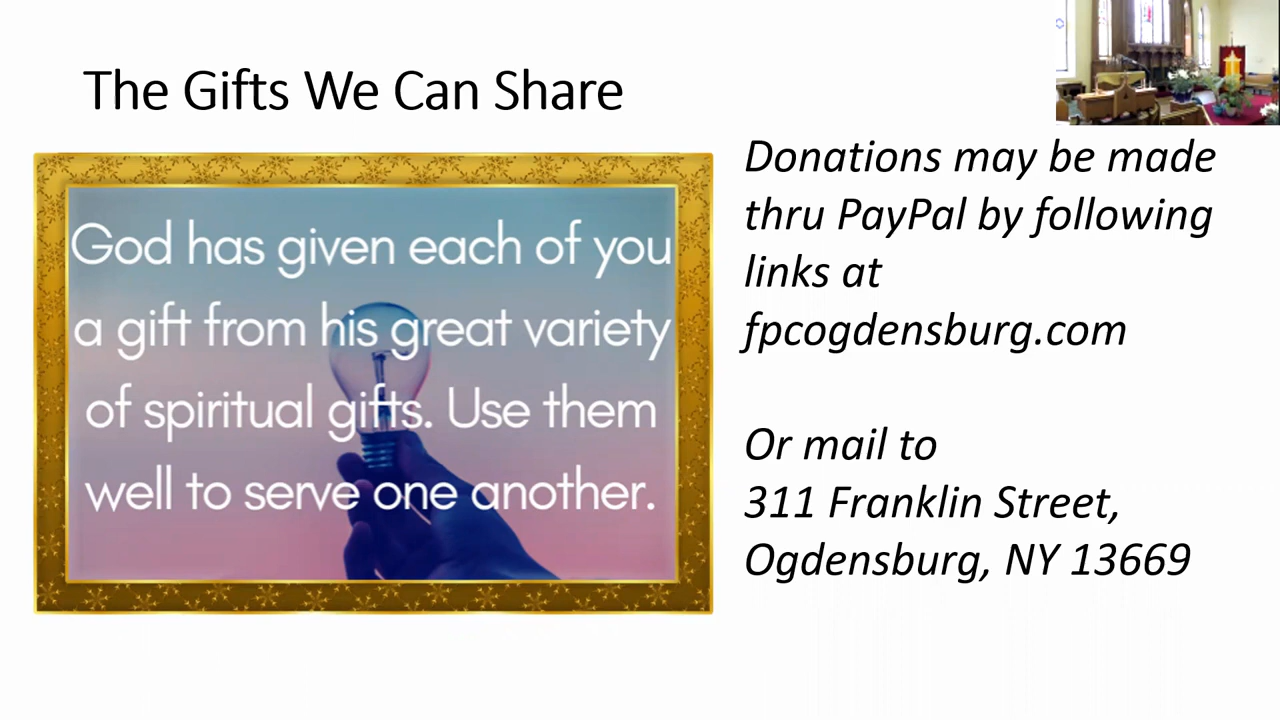 The Gifts We Can Share
God has given each of you
a gift from his great variety
of spiritual gifts. Use them
well to serve one another.
Donations may be made
thru PayPal by following
links at
fpcogdensburg.com
Or mail to
311 Franklin Street,
Ogdensburg, NY 13669